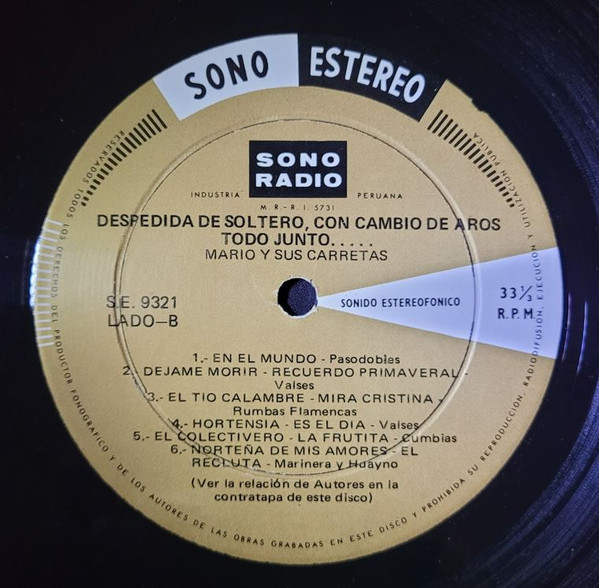 SONO ESTEREO
SONO
RADIO
INDUSTRIA PERUANA
M. R - R. I. 5731
DESPEDIDA DE SOLTERO, CON CAMBIO DE AROS
TODO JUNTO.....
MARIO Y SUS CARRETAS
S.E. 9321
LADO-B
SONIDO ESTEREOFONICO
33 1/3
R.P.M.
1.- EN EL MUNDO - Pasodobles
2.- DEJAME MORIR - RECUERDO PRIMAVERAL -
Valses
3.- EL TIO CALAMBRE - MIRA CRISTINA -
Rumbas Flamencas
4.- HORTENSIA - ES EL DIA - Valses
5.- EL COLECTIVERO - LA FRUTITA - Cumbias
6.- NORTEÑA DE MIS AMORES - EL
RECLUTA - Marinera y Huayno
(Ver la relación de Autores en la
contratapa de este disco)
RESERVADOS TODOS LOS DERECHOS DEL PRODUCTOR FONOGRAFICO Y DE LOS AUTORES DE LAS OBRAS GRABADAS EN ESTE DISCO Y PROHIBIDA SU REPRODUCCION, RADIODIFUSION, EJECUCION Y UTILIZACION PUBLICA